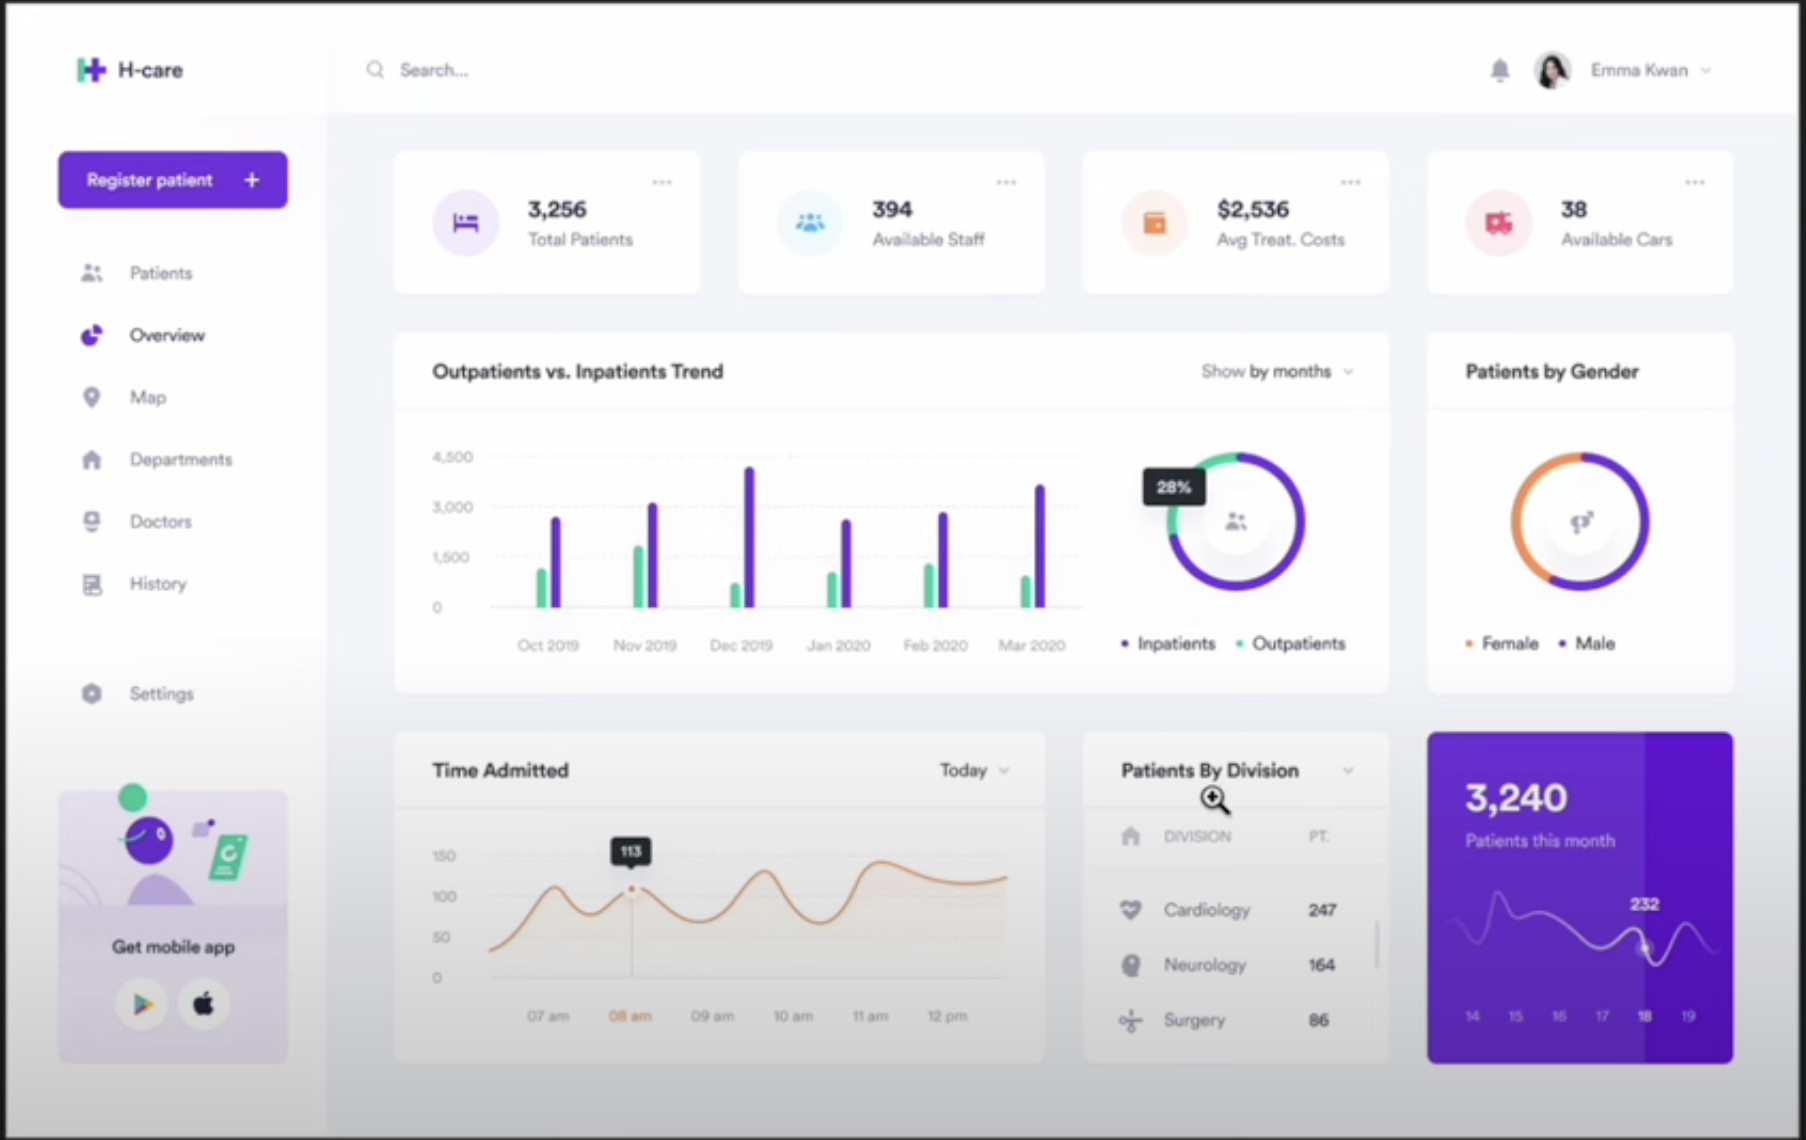 H-care
Search...
Emma Kwan
Register patient +
Patients
Overview
Map
Departments
Doctors
History
Settings
Get mobile app
3,256
Total Patients
394
Available Staff
$2,536
Avg Treat. Costs
38
Available Cars
Outpatients vs. Inpatients Trend
Show by months
4,500
3,000
1,500
0
Oct 2019 Nov 2019 Dec 2019 Jan 2020 Feb 2020 Mar 2020
28%
Inpatients Outpatients
Patients by Gender
Female Male
Time Admitted
Today
113
150
100
50
0
07 am 08 am 09 am 10 am 11 am 12 pm
Patients By Division
DIVISION PT.
Cardiology 247
Neurology 164
Surgery 86
3,240
Patients this month
232
14 15 16 17 18 19